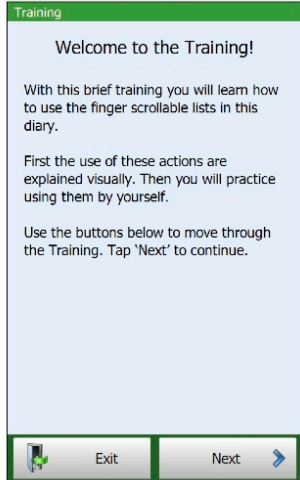 Training
Welcome to the Training!
With this brief training you will learn how
to use the finger scrollable lists in this
diary.
First the use of these actions are
explained visually. Then you will practice
using them by yourself.
Use the buttons below to move through
the Training. Tap ‘Next’ to continue.
Exit
Next